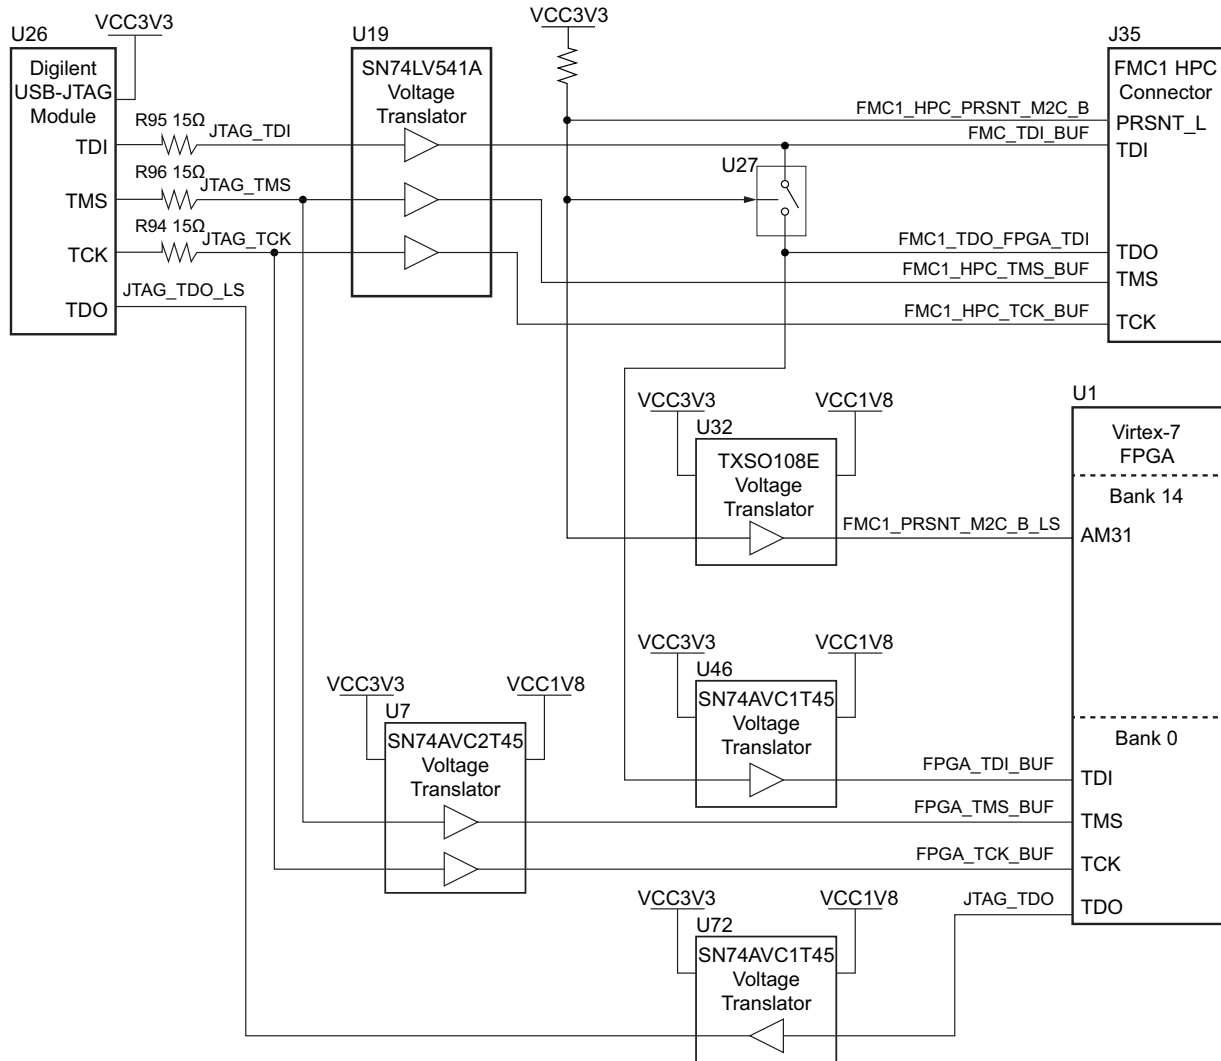 VCC3V3
U26
Digilent
USB-JTAG
Module
TDI
TMS
TCK
TDO
R95 15Ω
JTAG_TDI
R96 15Ω
JTAG_TMS
R94 15Ω
JTAG_TCK
JTAG_TDO_LS
U19
SN74LV541A
Voltage
Translator
VCC3V3
U27
FMC1_HPC_PRSNT_M2C_B
FMC_TDI_BUF
FMC1_TDO_FPGA_TDI
FMC1_HPC_TMS_BUF
FMC1_HPC_TCK_BUF
J35
FMC1 HPC
Connector
PRSNT_L
TDI
TDO
TMS
TCK
VCC3V3
VCC1V8
U32
TXSO108E
Voltage
Translator
FMC1_PRSNT_M2C_B_LS
U1
Virtex-7
FPGA
Bank 14
AM31
Bank 0
TDI
TMS
TCK
TDO
VCC3V3
VCC1V8
U46
SN74AVC1T45
Voltage
Translator
FPGA_TDI_BUF
FPGA_TMS_BUF
FPGA_TCK_BUF
JTAG_TDO
VCC3V3
VCC1V8
U7
SN74AVC2T45
Voltage
Translator
VCC3V3
VCC1V8
U72
SN74AVC1T45
Voltage
Translator